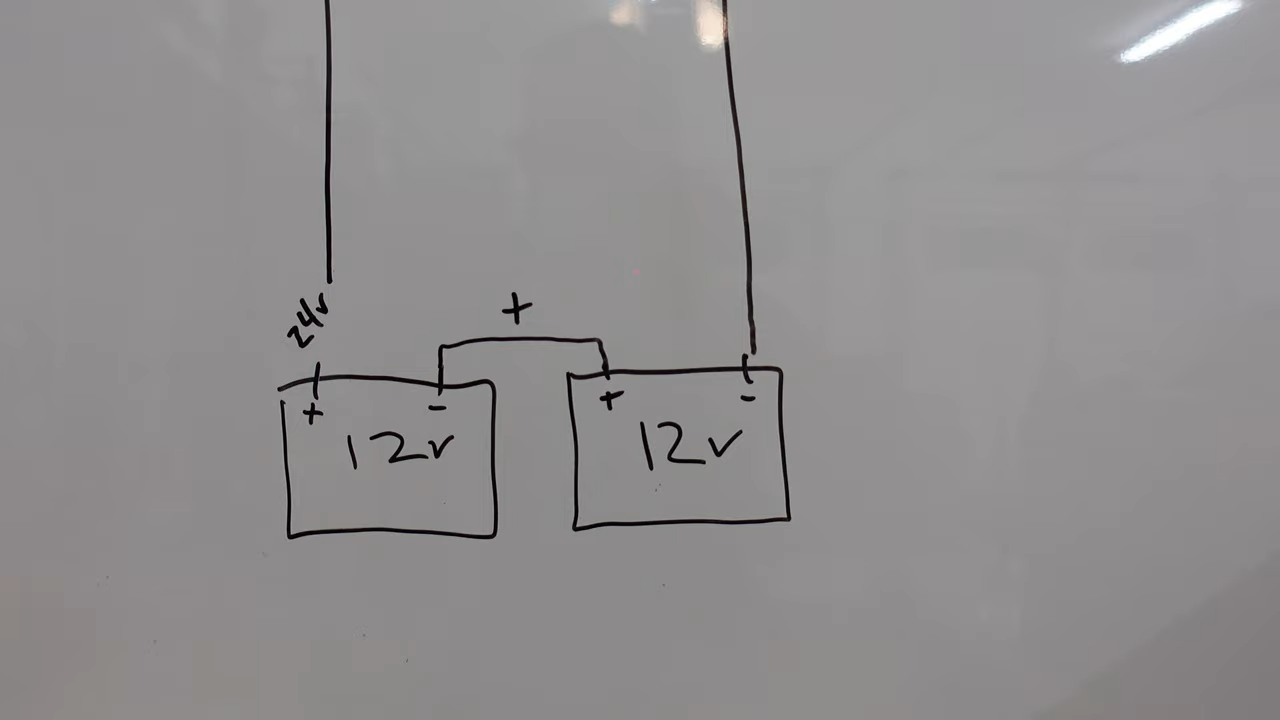 +
24v
+ -
+ -
12v
12v